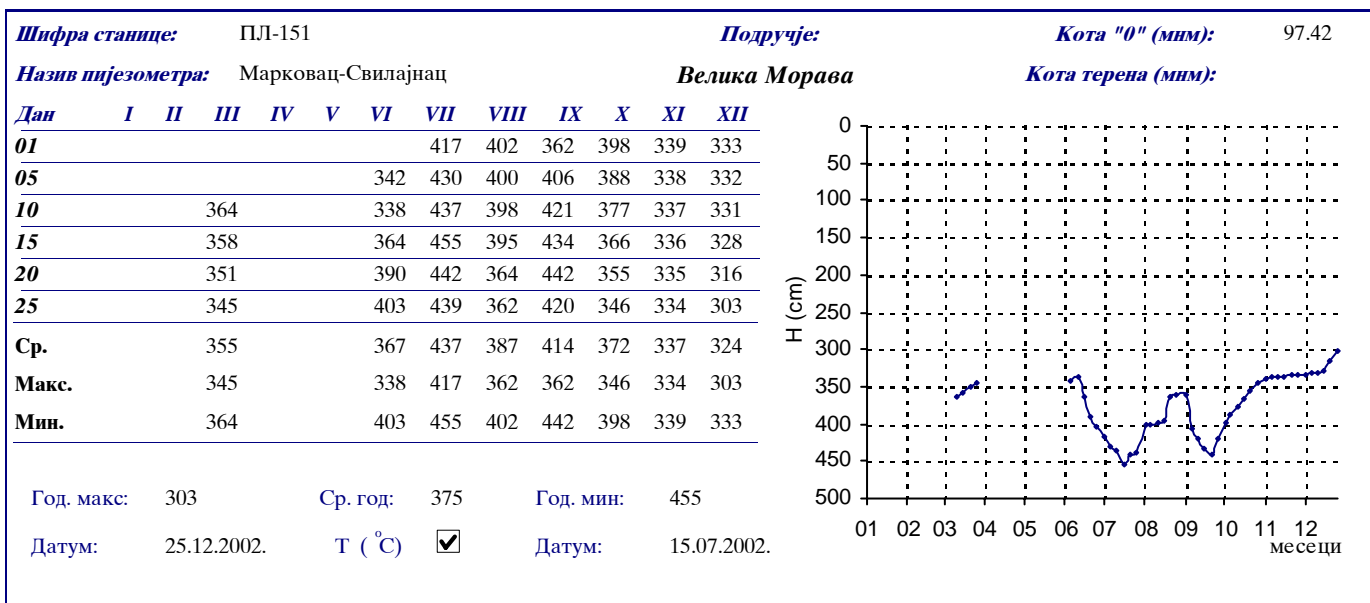 Шифра станице: ПЛ-151 Подручје: Кота "0" (мнм): 97.42
Назив пијезометра: Марковац-Свилајнац Велика Морава Кота терена (мнм):
Дан I II III IV V VI VII VIII IX X XI XII
01 417 402 362 398 339 333
05 342 430 400 406 388 338 332
10 364 338 437 398 421 377 337 331
15 358 364 455 395 434 366 336 328
20 351 390 442 364 442 355 335 316
25 345 403 439 362 420 346 334 303
Ср. 355 367 437 387 414 372 337 324
Макс. 345 338 417 362 362 346 334 303
Мин. 364 403 455 402 442 398 339 333
Год. макс: 303 Ср. год: 375 Год. мин: 455
Датум: 25.12.2002. T ( °C) Датум: 15.07.2002.
0
50
100
150
200
250
300
350
400
450
500
H (cm)
01 02 03 04 05 06 07 08 09 10 11 12
месеци